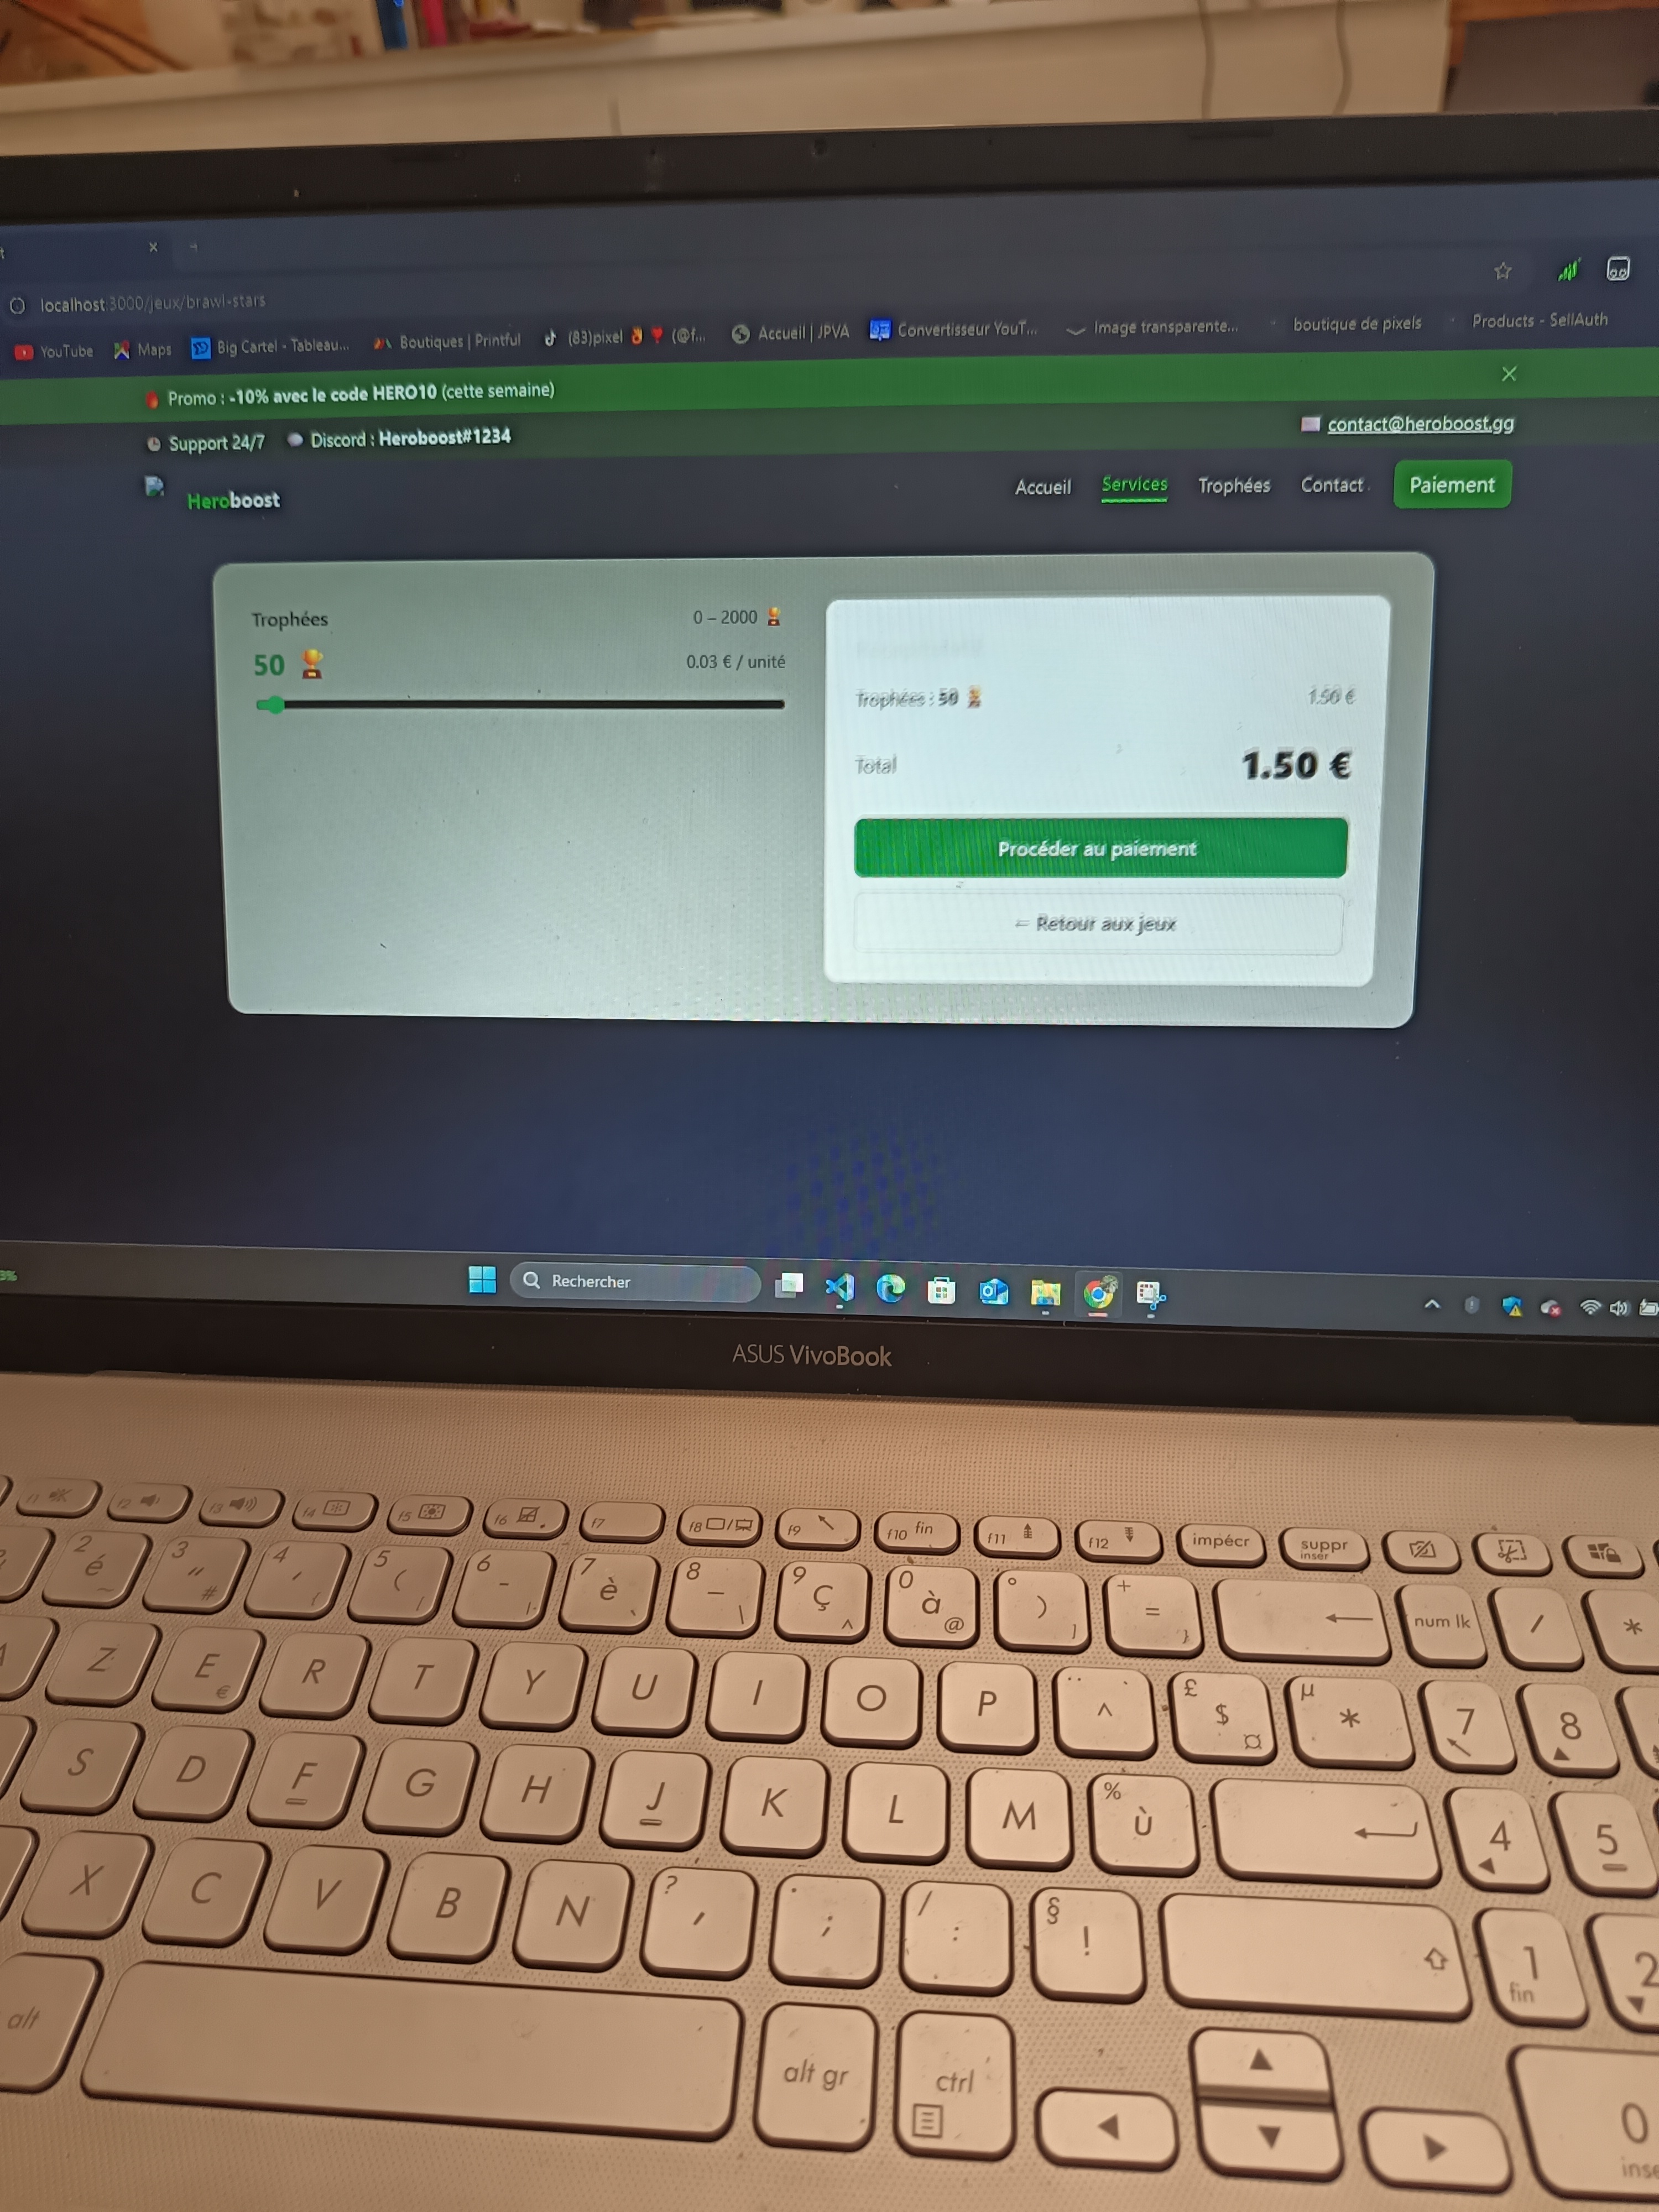 localhost:3000/jeux/brawl-stars
YouTube Maps Big Cartel - Tableau... Boutiques | Printful (83)pixel (@f... Accueil | JPVA Convertisseur YouT... Image transparente... boutique de pixels Products - SellAuth
Promo : -10% avec le code HERO10 (cette semaine)
Support 24/7 Discord : Heroboost#1234 contact@heroboost.gg
Heroboost Accueil Services Trophées Contact Paiement
Trophées 0 – 2000
50 0.03 € / unité
Trophées : 50 1.50 €
Total 1.50 €
Procéder au paiement
← Retour aux jeux
3%
Rechercher
ASUS VivoBook
f1 f2 f3 f4 f5 f6 f7 f8 f9 f10 fin f11 f12 impécr suppr inser
2 é ~ 3 " # 4 ' { 5 ( [ 6 - | 7 è ` 8 _ \ 9 ç ^ 0 à @ ° ) ] + = } num lk / *
Z E € R T Y U I O P ¨ ^ £ $ ¤ µ * 7 8
S D F G H J K L M % Ù 4 5
X C V B N ? , . ; / : § ! 1 fin 2
alt alt gr ctrl 0 inse